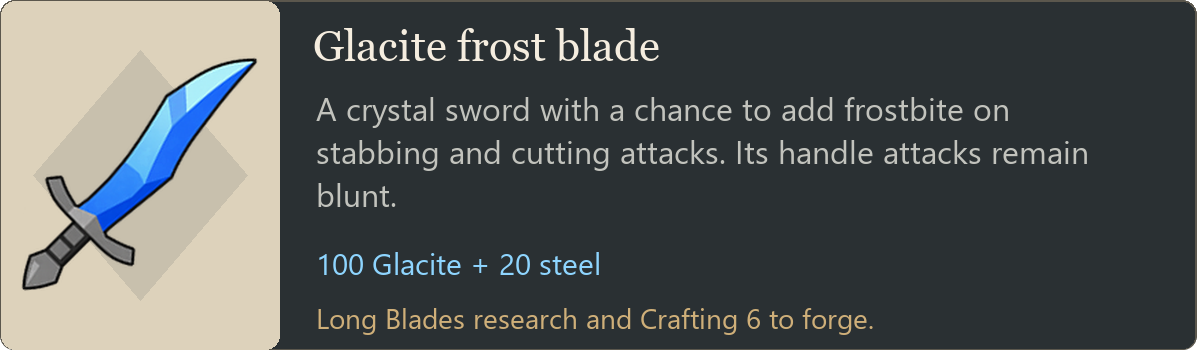 Glacite frost blade
A crystal sword with a chance to add frostbite on
stabbing and cutting attacks. Its handle attacks remain
blunt.
100 Glacite + 20 steel
Long Blades research and Crafting 6 to forge.